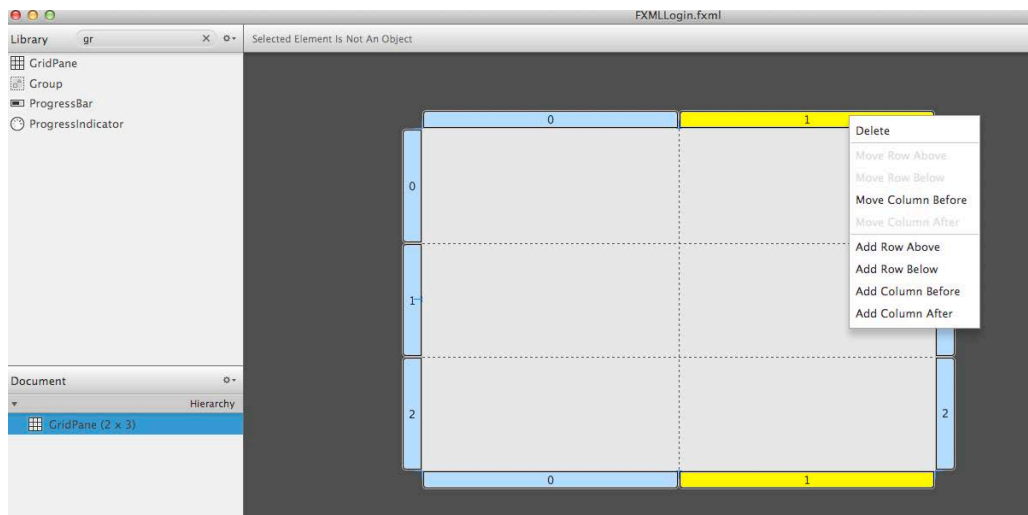 FXMLLogin.fxml
Library gr
Selected Element Is Not An Object
GridPane
Group
ProgressBar
ProgressIndicator
0 1
0
1
2
2
0 1
Delete
Move Row Above
Move Row Below
Move Column Before
Move Column After
Add Row Above
Add Row Below
Add Column Before
Add Column After
Document
Hierarchy
GridPane (2 x 3)